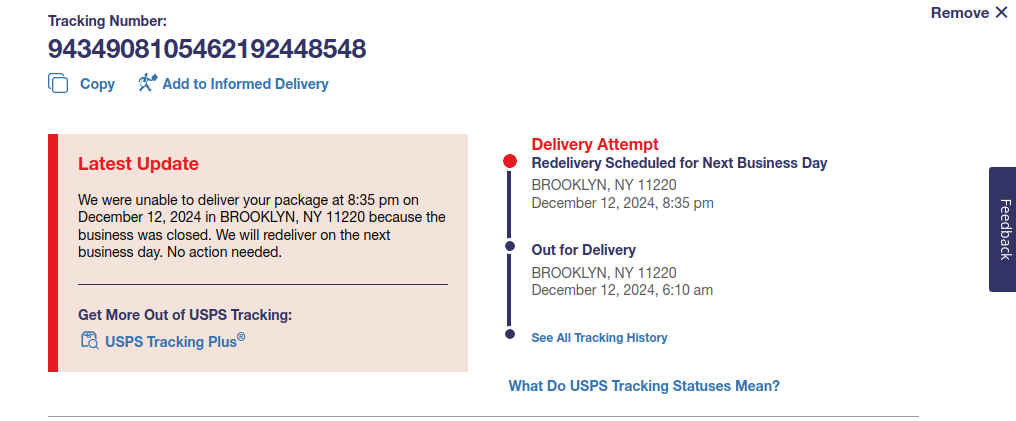 Tracking Number:
Remove ✕
9434908105462192448548
Copy
Add to Informed Delivery
Latest Update
We were unable to deliver your package at 8:35 pm on
December 12, 2024 in BROOKLYN, NY 11220 because the
business was closed. We will redeliver on the next
business day. No action needed.
Get More Out of USPS Tracking:
USPS Tracking Plus®
Delivery Attempt
Redelivery Scheduled for Next Business Day
BROOKLYN, NY 11220
December 12, 2024, 8:35 pm
Out for Delivery
BROOKLYN, NY 11220
December 12, 2024, 6:10 am
See All Tracking History
What Do USPS Tracking Statuses Mean?
Feedback